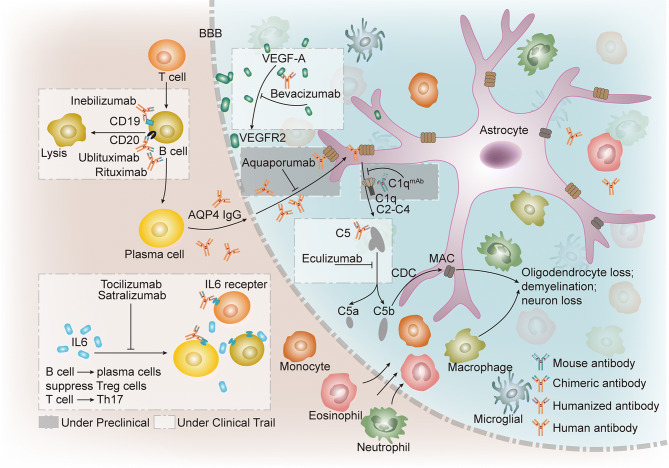 BBB
VEGF-A
Bevacizumab
VEGFR2
T cell
Inebilizumab
CD19
CD20
Lysis
B cell
Ublituximab
Rituximab
Aquaporumab
AQP4 IgG
Plasma cell
Astrocyte
C1qmAb
C1q
C2-C4
C5
Eculizumab
CDC
MAC
C5a
C5b
Oligodendrocyte loss;
demyelination;
neuron loss
Tocilizumab
Satralizumab
IL6 recepter
IL6
B cell plasma cells
suppress Treg cells
T cell Th17
Under Preclinical
Under Clinical Trail
Monocyte
Eosinophil
Neutrophil
Macrophage
Microglial
Mouse antibody
Chimeric antibody
Humanized antibody
Human antibody